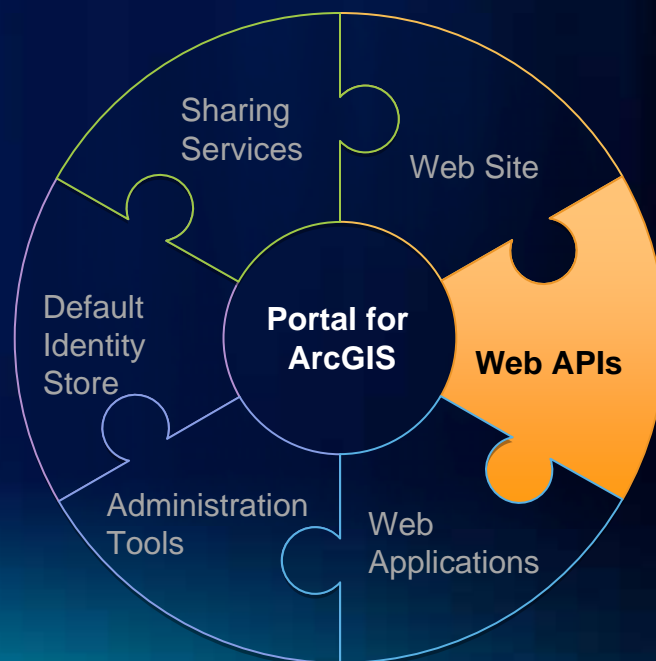 Sharing
Services
Web Site
Default
Identity
Store
Portal for
ArcGIS
Web APIs
Administration
Tools
Web
Applications